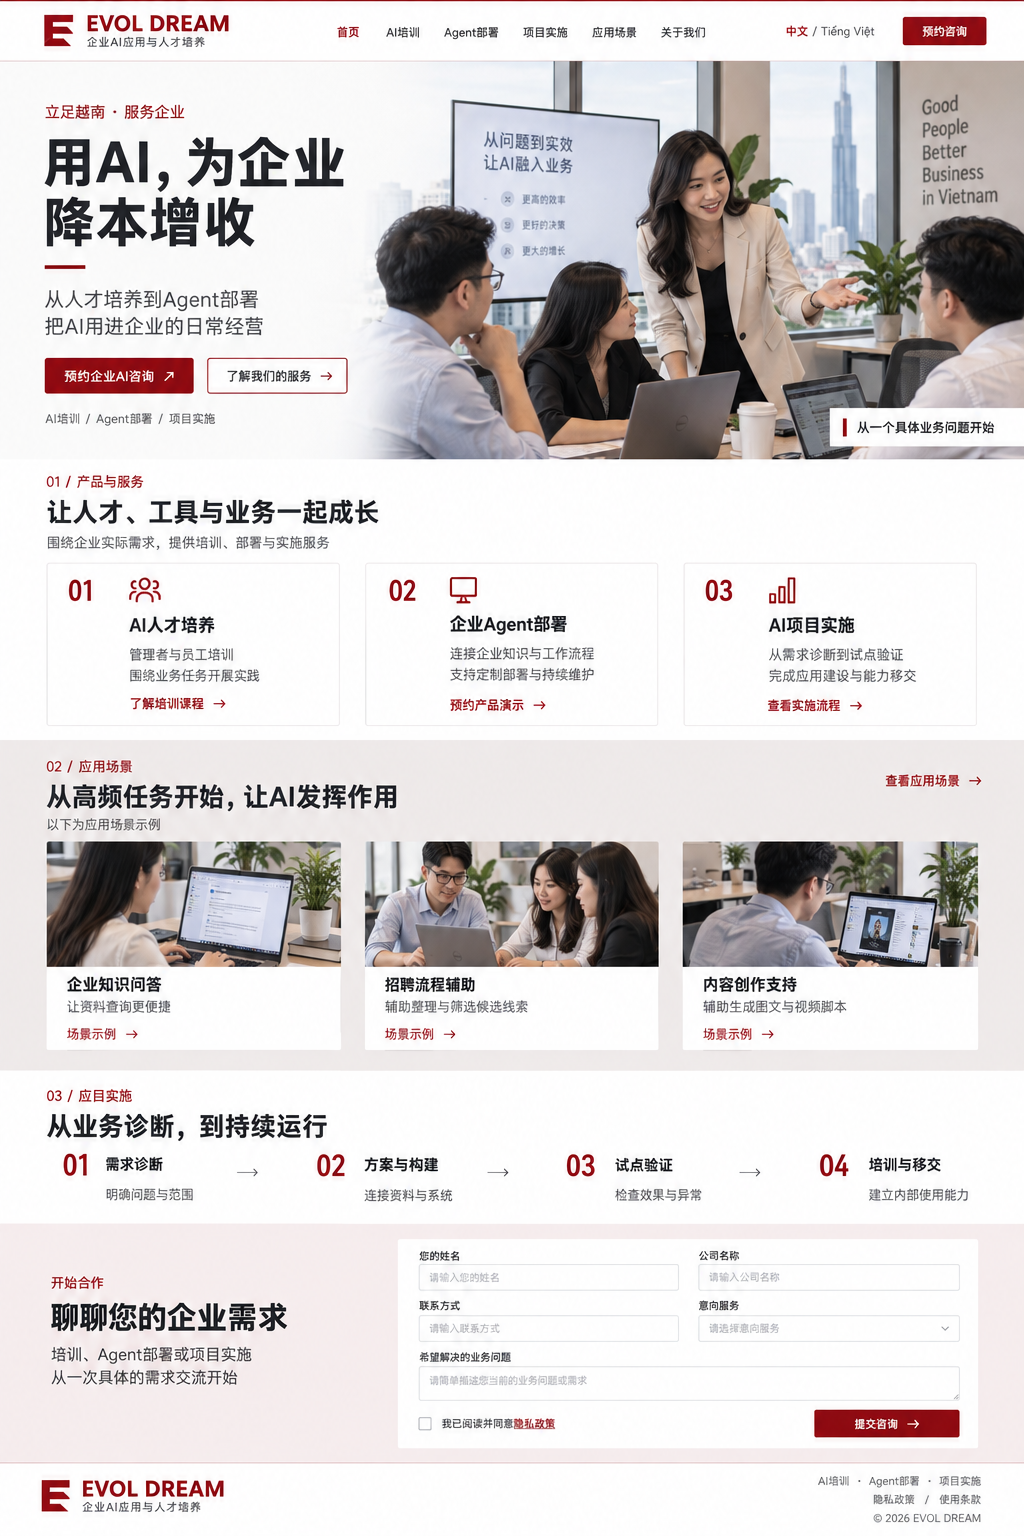 EVOL DREAM
企业AI应用与人才培养
首页 AI培训 Agent部署 项目实施 应用场景 关于我们
中文 / Tiếng Việt
预约咨询
立足越南 · 服务企业
用AI，为企业
降本增收
从人才培养到Agent部署
把AI用进企业的日常经营
预约企业AI咨询 ↗
了解我们的服务 →
AI培训 / Agent部署 / 项目实施
从问题到实效
让AI融入业务
更高的效率
更好的决策
更大的增长
Good
People
Better
Business
in Vietnam
从一个具体业务问题开始
01 / 产品与服务
让人才、工具与业务一起成长
围绕企业实际需求，提供培训、部署与实施服务
01
AI人才培养
管理者与员工培训
围绕业务任务开展实践
了解培训课程 →
02
企业Agent部署
连接企业知识与工作流程
支持定制部署与持续维护
预约产品演示 →
03
AI项目实施
从需求诊断到试点验证
完成应用建设与能力移交
查看实施流程 →
02 / 应用场景
从高频任务开始，让AI发挥作用
以下为应用场景示例
查看应用场景 →
企业知识问答
让资料查询更便捷
场景示例 →
招聘流程辅助
辅助整理与筛选候选线索
场景示例 →
内容创作支持
辅助生成图文与视频脚本
场景示例 →
03 / 应目实施
从业务诊断，到持续运行
01 需求诊断 →
明确问题与范围
02 方案与构建 →
连接资料与系统
03 试点验证 →
检查效果与异常
04 培训与移交
建立内部使用能力
开始合作
聊聊您的企业需求
培训、Agent部署或项目实施
从一次具体的需求交流开始
您的姓名
请输入您的姓名
公司名称
请输入公司名称
联系方式
请输入联系方式
意向服务
请选择意向服务
希望解决的业务问题
请简单描述您当前的业务问题或需求
我已阅读并同意隐私政策
提交咨询 →
EVOL DREAM
企业AI应用与人才培养
AI培训 · Agent部署 · 项目实施
隐私政策 / 使用条款
© 2026 EVOL DREAM